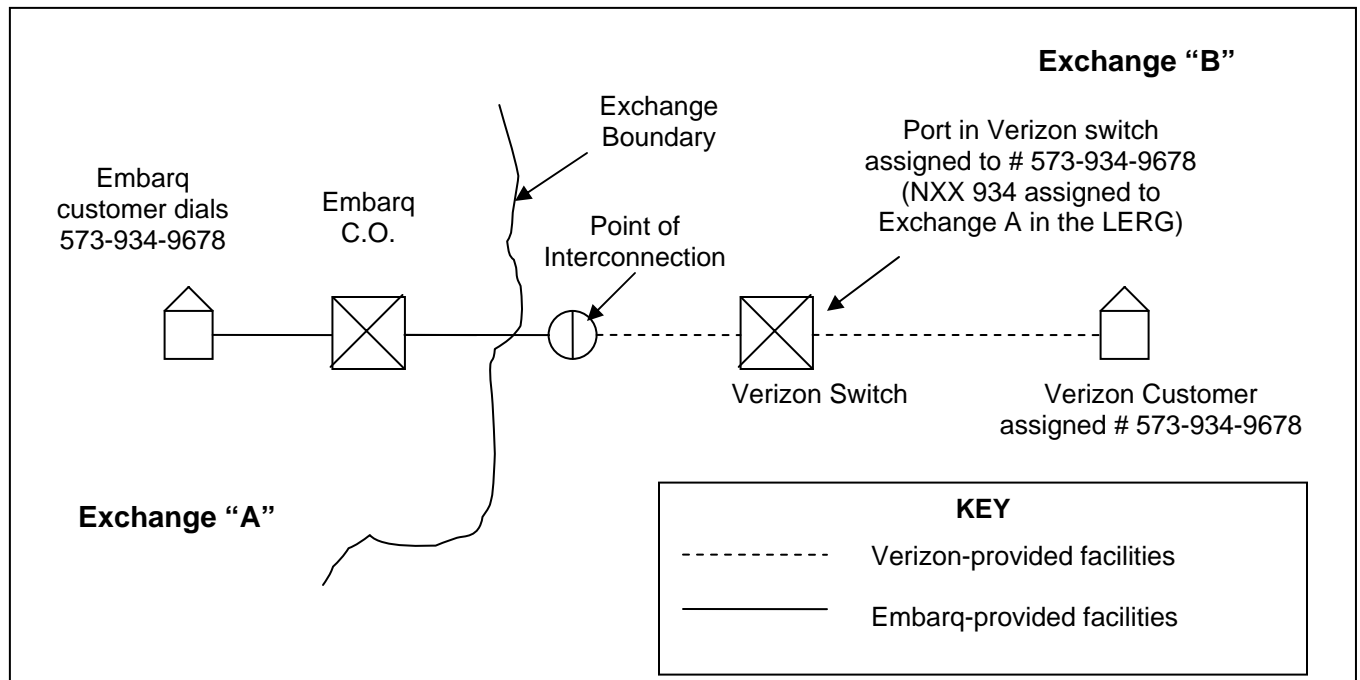 Exchange “B”
Exchange
Boundary
Port in Verizon switch
assigned to # 573-934-9678
(NXX 934 assigned to
Exchange A in the LERG)
Embarq
customer dials
573-934-9678
Embarq
C.O.
Point of
Interconnection
Verizon Switch
Verizon Customer
assigned # 573-934-9678
Exchange “A”
KEY
Verizon-provided facilities
Embarq-provided facilities